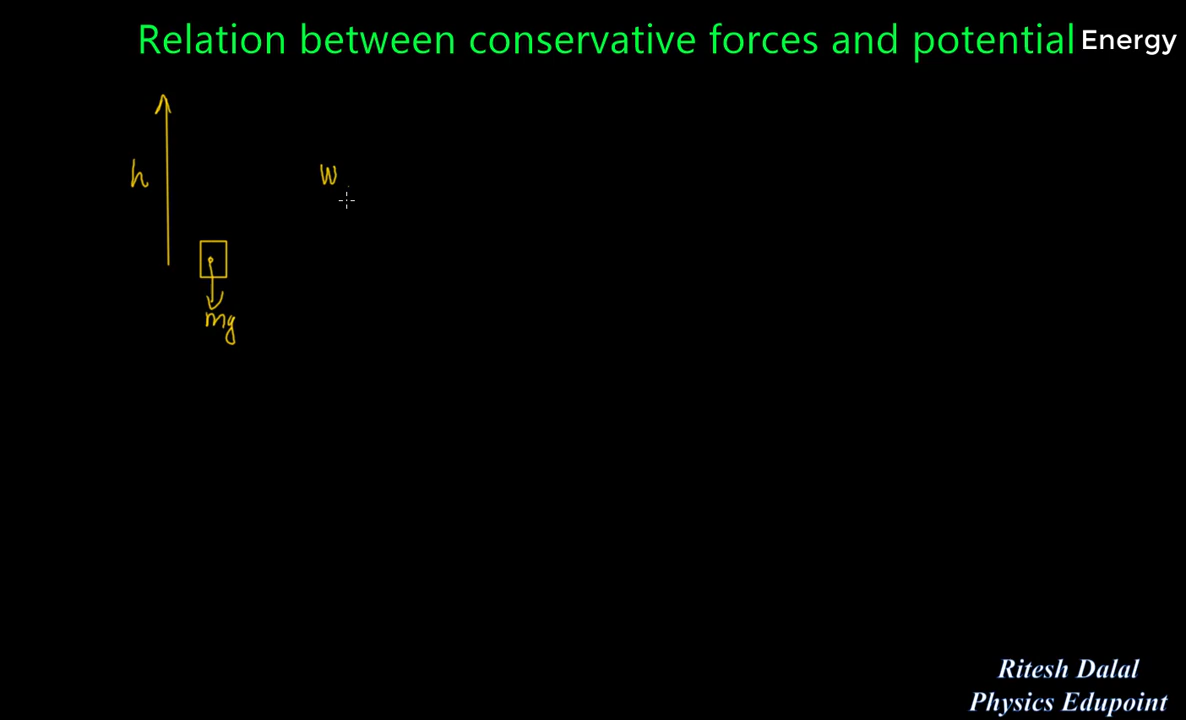 Relation between conservative forces and potential Energy
h
W
mg
Ritesh Dalal
Physics Edupoint